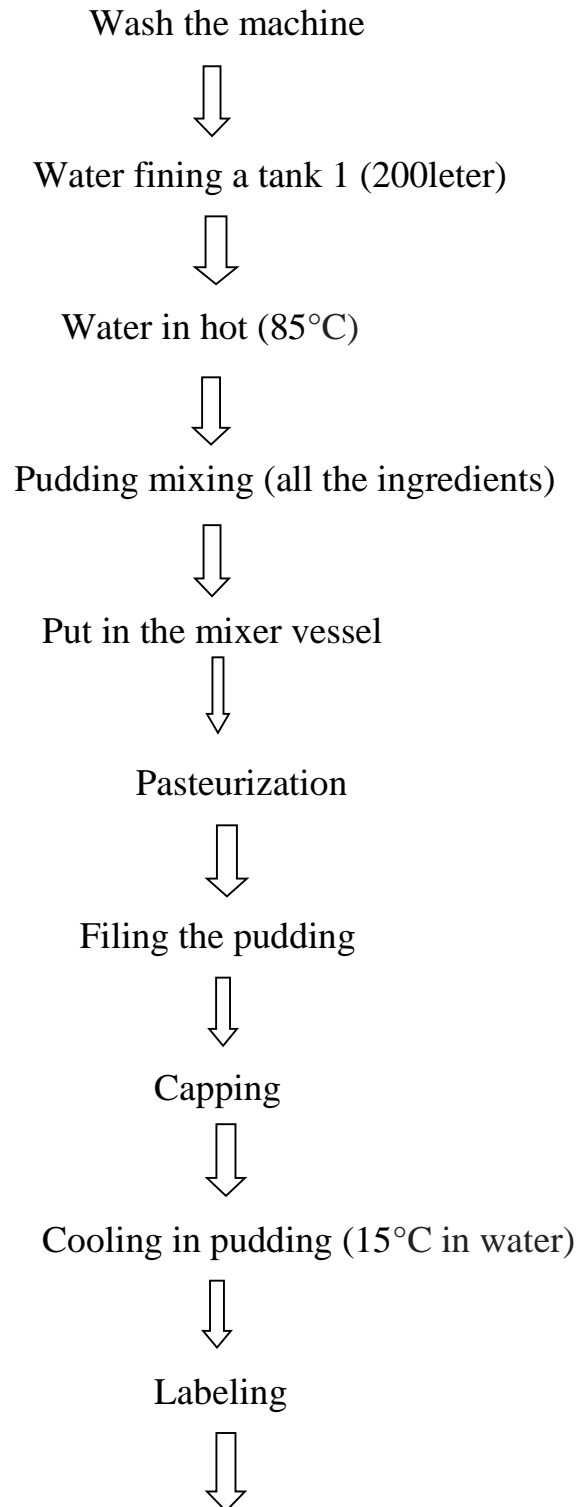 Wash the machine
Water fining a tank 1 (200leter)
Water in hot (85°C)
Pudding mixing (all the ingredients)
Put in the mixer vessel
Pasteurization
Filing the pudding
Capping
Cooling in pudding (15°C in water)
Labeling